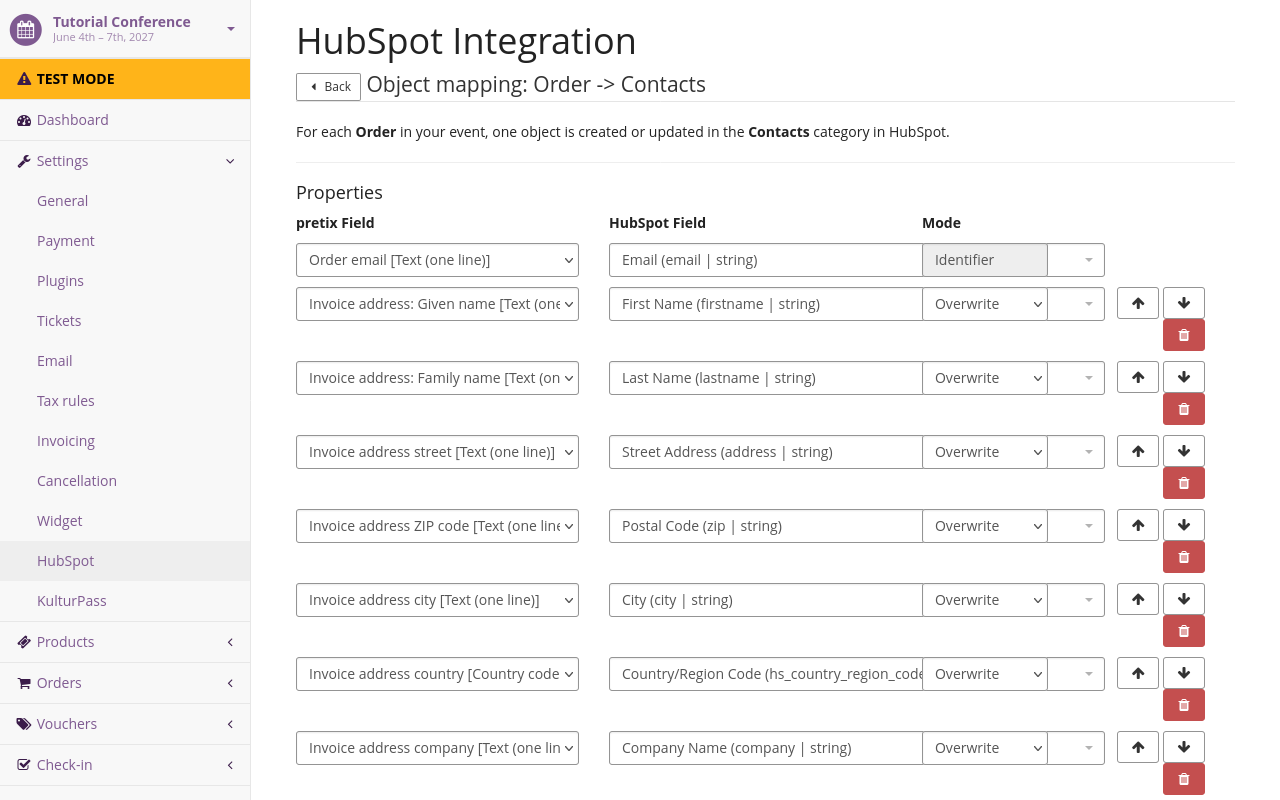 Tutorial Conference
June 4th – 7th, 2027
TEST MODE
Dashboard
Settings
General
Payment
Plugins
Tickets
Email
Tax rules
Invoicing
Cancellation
Widget
HubSpot
KulturPass
Products
Orders
Vouchers
Check-in
HubSpot Integration
Back Object mapping: Order -> Contacts
For each Order in your event, one object is created or updated in the Contacts category in HubSpot.
Properties
pretix Field HubSpot Field Mode
Order email [Text (one line)] Email (email | string) Identifier
Invoice address: Given name [Text (one First Name (firstname | string) Overwrite
Invoice address: Family name [Text (on Last Name (lastname | string) Overwrite
Invoice address street [Text (one line)] Street Address (address | string) Overwrite
Invoice address ZIP code [Text (one line Postal Code (zip | string) Overwrite
Invoice address city [Text (one line)] City (city | string) Overwrite
Invoice address country [Country code Country/Region Code (hs_country_region_code Overwrite
Invoice address company [Text (one lin Company Name (company | string) Overwrite